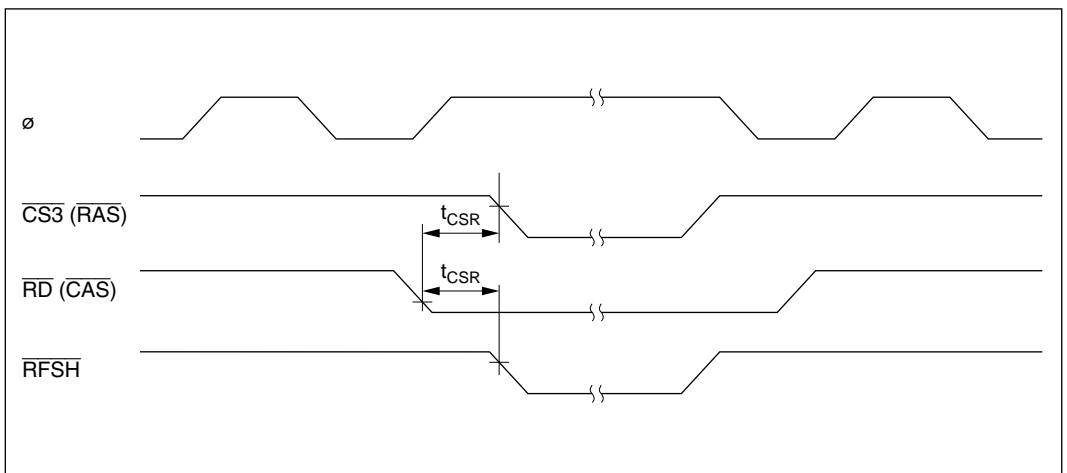 ø
CS3 (RAS)
tCSR
RD (CAS)
tCSR
RFSH